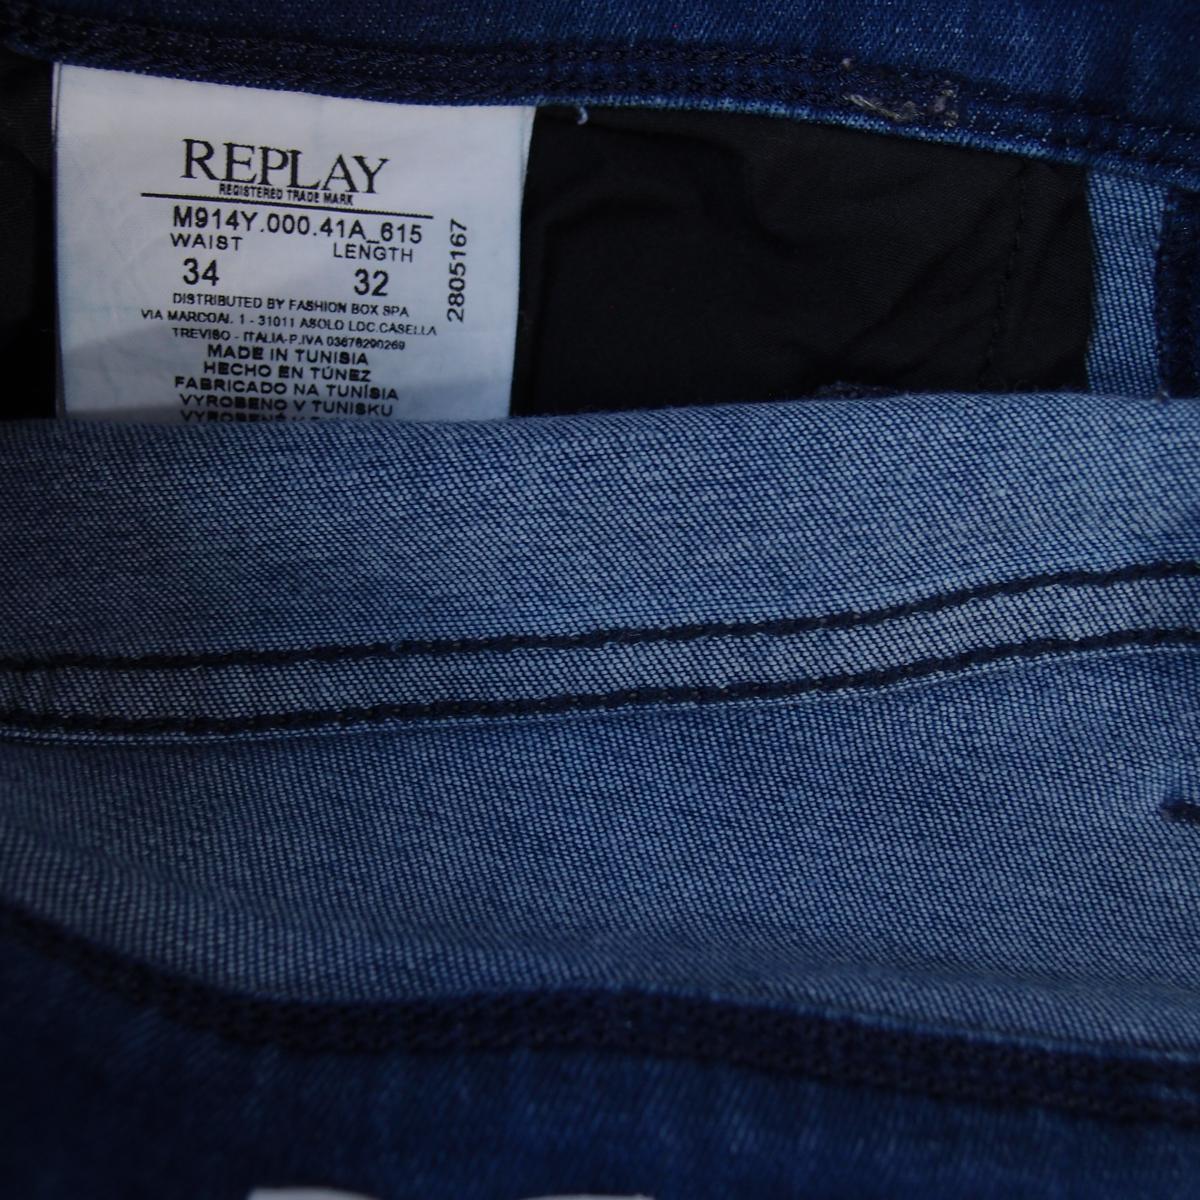 REPLAY
REGISTERED TRADE MARK
M914Y.000.41A_615
WAIST LENGTH
34 32
2805167
DISTRIBUTED BY FASHION BOX SPA
VIA MARCOAI. 1 - 31011 ASOLO LOC.CASELLA
TREVISO - ITALIA-P.IVA 03678290269
MADE IN TUNISIA
HECHO EN TÚNEZ
FABRICADO NA TUNÍSIA
VYROBENO V TUNISKU